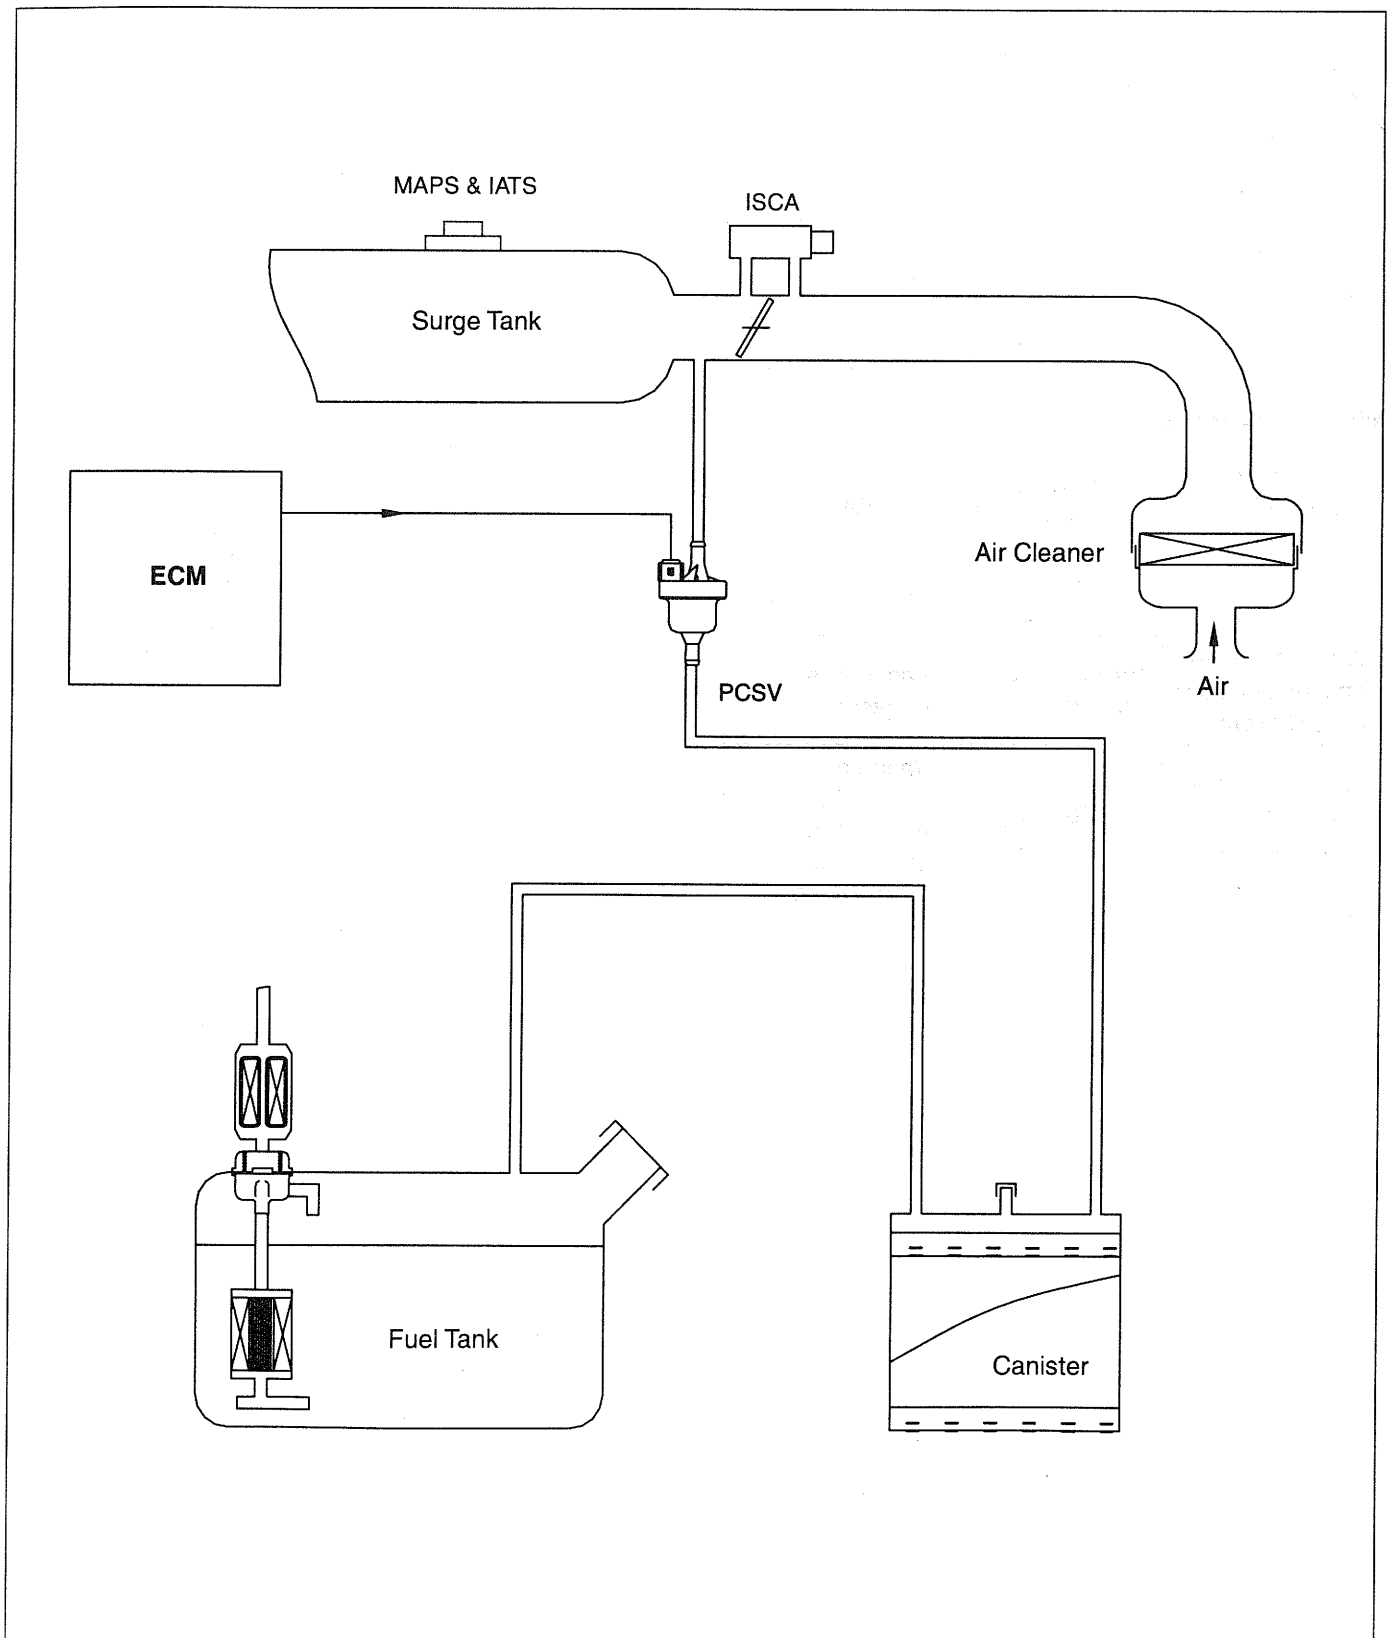 MAPS & IATS
ISCA
Surge Tank
ECM
Air Cleaner
Air
PCSV
Fuel Tank
Canister